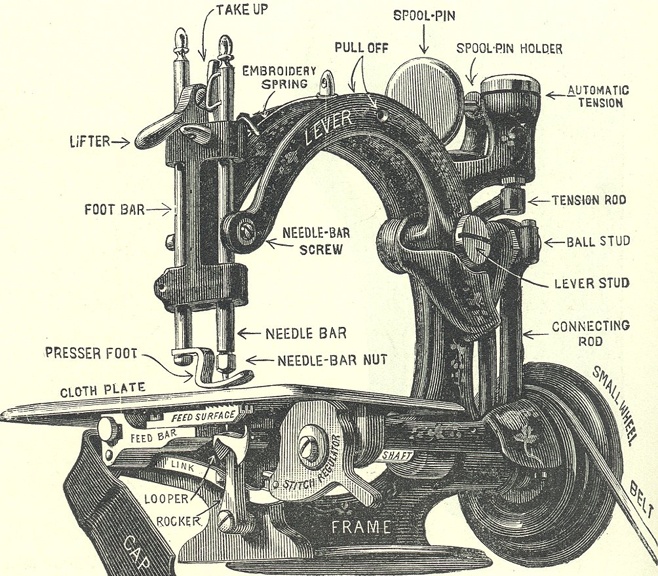 TAKE UP
SPOOL-PIN
PULL OFF
SPOOL-PIN HOLDER
EMBROIDERY
SPRING
AUTOMATIC
TENSION
LEVER
LIFTER
FOOT BAR
TENSION ROD
NEEDLE-BAR
SCREW
BALL STUD
LEVER STUD
NEEDLE BAR
CONNECTING
ROD
PRESSER FOOT
NEEDLE-BAR NUT
CLOTH PLATE
SMALL WHEEL
FEED SURFACE
FEED BAR
STITCH REGULATOR
SHAFT
LINK
BELT
LOOPER
ROCKER
FRAME
CAP